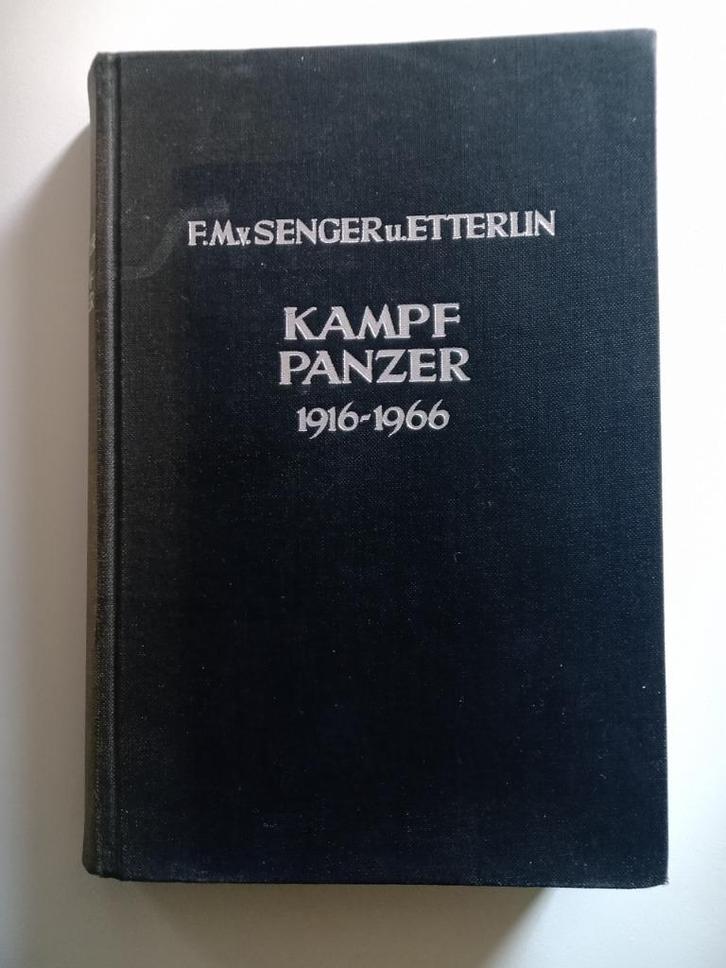 F.M.v. SENGER u. ETTERLIN
KAMPF
PANZER
1916-1966